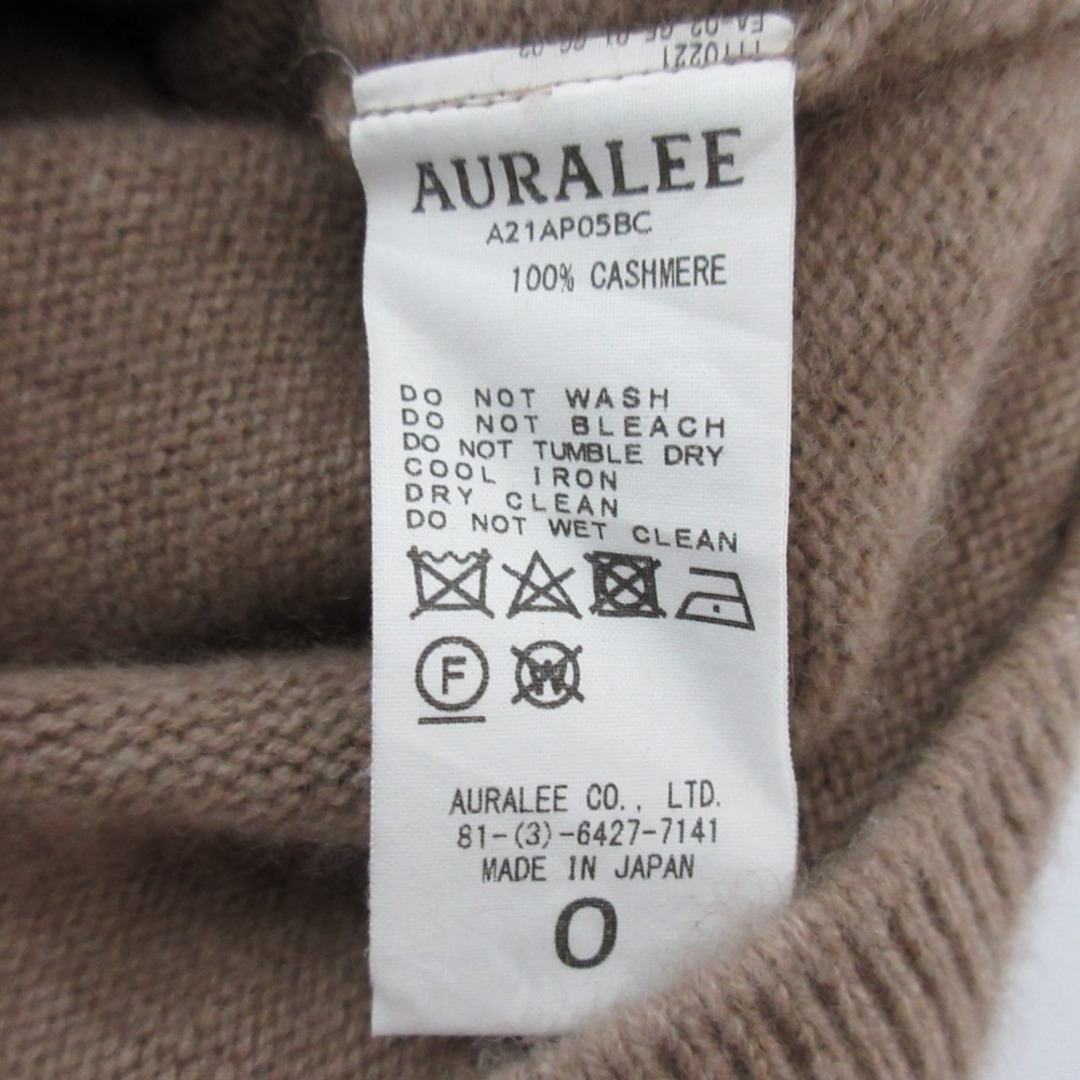 AURALEE
A21AP05BC
100% CASHMERE
DO NOT WASH
DO NOT BLEACH
DO NOT TUMBLE DRY
COOL IRON
DRY CLEAN
DO NOT WET CLEAN
F W
AURALEE CO., LTD.
81-(3)-6427-7141
MADE IN JAPAN
0